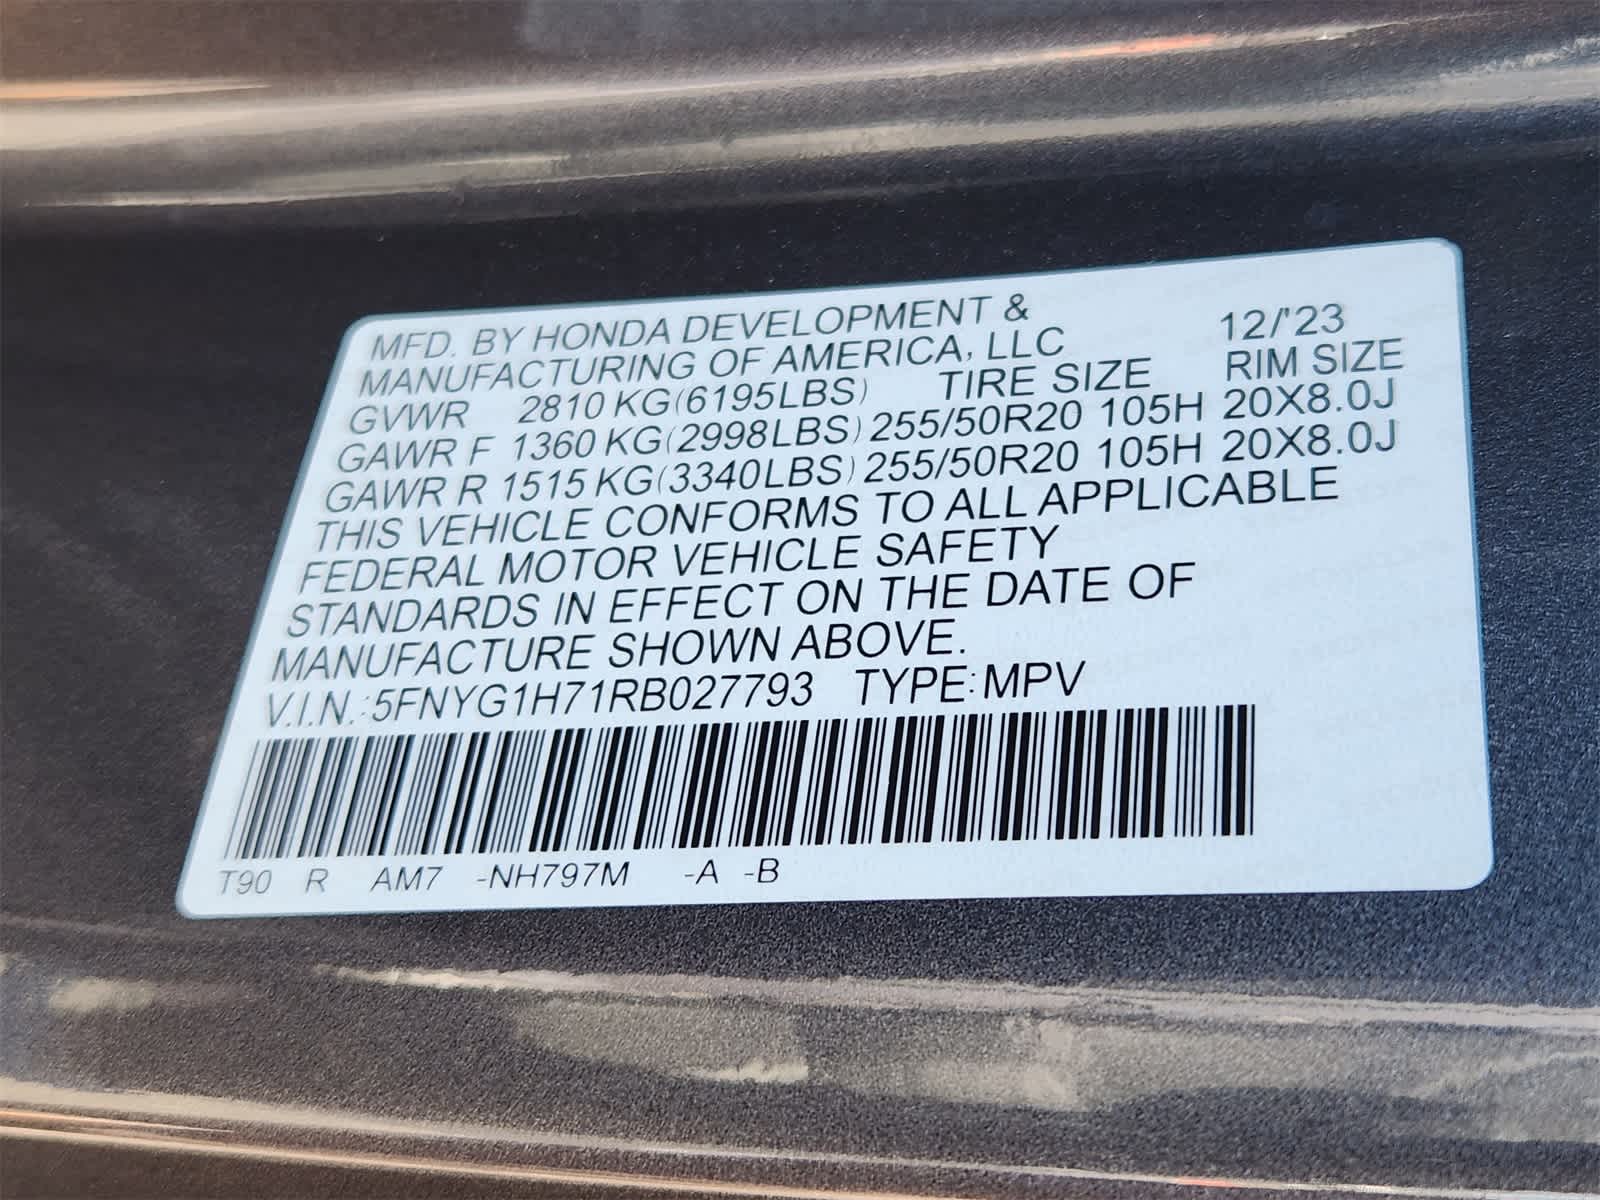 MFD. BY HONDA DEVELOPMENT &
MANUFACTURING OF AMERICA, LLC 12/'23
GVWR 2810 KG(6195LBS) TIRE SIZE RIM SIZE
GAWR F 1360 KG(2998LBS) 255/50R20 105H 20X8.0J
GAWR R 1515 KG(3340LBS) 255/50R20 105H 20X8.0J
THIS VEHICLE CONFORMS TO ALL APPLICABLE
FEDERAL MOTOR VEHICLE SAFETY
STANDARDS IN EFFECT ON THE DATE OF
MANUFACTURE SHOWN ABOVE.
V.I.N.:5FNYG1H71RB027793 TYPE:MPV
T90 R AM7 -NH797M -A -B